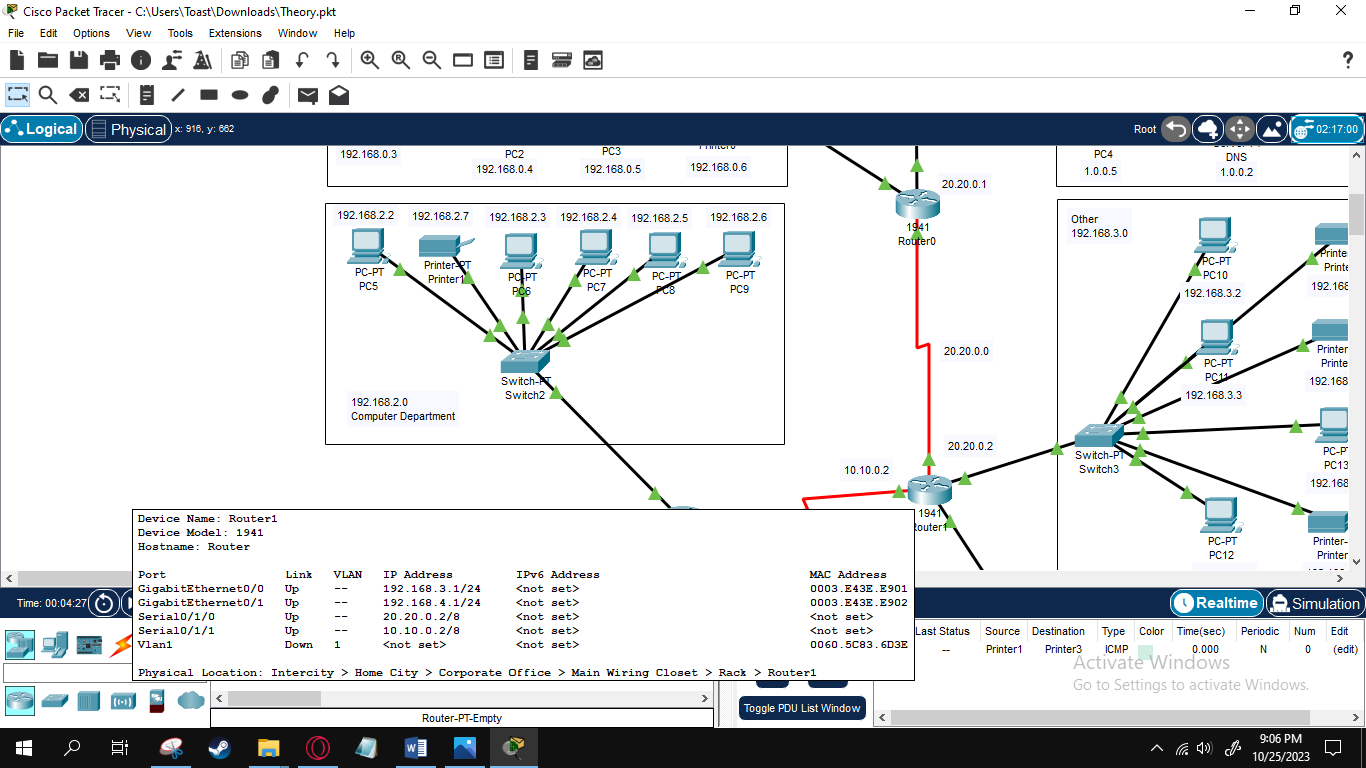 Cisco Packet Tracer - C:\Users\Toast\Downloads\Theory.pkt
File Edit Options View Tools Extensions Window Help
Logical Physical x: 916, y: 662 Root 02:17:00
192.168.0.3
PC2
192.168.0.4
PC3
192.168.0.5
192.168.0.6
20.20.0.1
1941
Router0
PC4
1.0.0.5
DNS
1.0.0.2
192.168.2.2 192.168.2.7 192.168.2.3 192.168.2.4 192.168.2.5 192.168.2.6
PC-PT
PC5
Printer-PT
Printer1
PC-PT
PC6
PC-PT
PC7
PC-PT
PC8
PC-PT
PC9
Switch-PT
Switch2
192.168.2.0
Computer Department
20.20.0.0
20.20.0.2
10.10.0.2
1941
Router1
Other
192.168.3.0
PC-PT
PC10
192.168.3.2
PC-PT
PC11
192.168.3.3
Switch-PT
Switch3
PC-PT
PC12
Printer-
Printe
192.168
Printer
Printer
192.168
PC-P
PC13
192.168
Printer-
Printer
Device Name: Router1
Device Model: 1941
Hostname: Router
Port Link VLAN IP Address IPv6 Address MAC Address
GigabitEthernet0/0 Up -- 192.168.3.1/24 <not set> 0003.E43E.E901
GigabitEthernet0/1 Up -- 192.168.4.1/24 <not set> 0003.E43E.E902
Serial0/1/0 Up -- 20.20.0.2/8 <not set> <not set>
Serial0/1/1 Up -- 10.10.0.2/8 <not set> <not set>
Vlan1 Down 1 <not set> <not set> 0060.5C83.6D3E
Physical Location: Intercity > Home City > Corporate Office > Main Wiring Closet > Rack > Router1
Time: 00:04:27 Realtime Simulation
Last Status Source Destination Type Color Time(sec) Periodic Num Edit
-- Printer1 Printer3 ICMP 0.000 N 0 (edit)
Activate Windows
Go to Settings to activate Windows.
Toggle PDU List Window
Router-PT-Empty
9:06 PM
10/25/2023